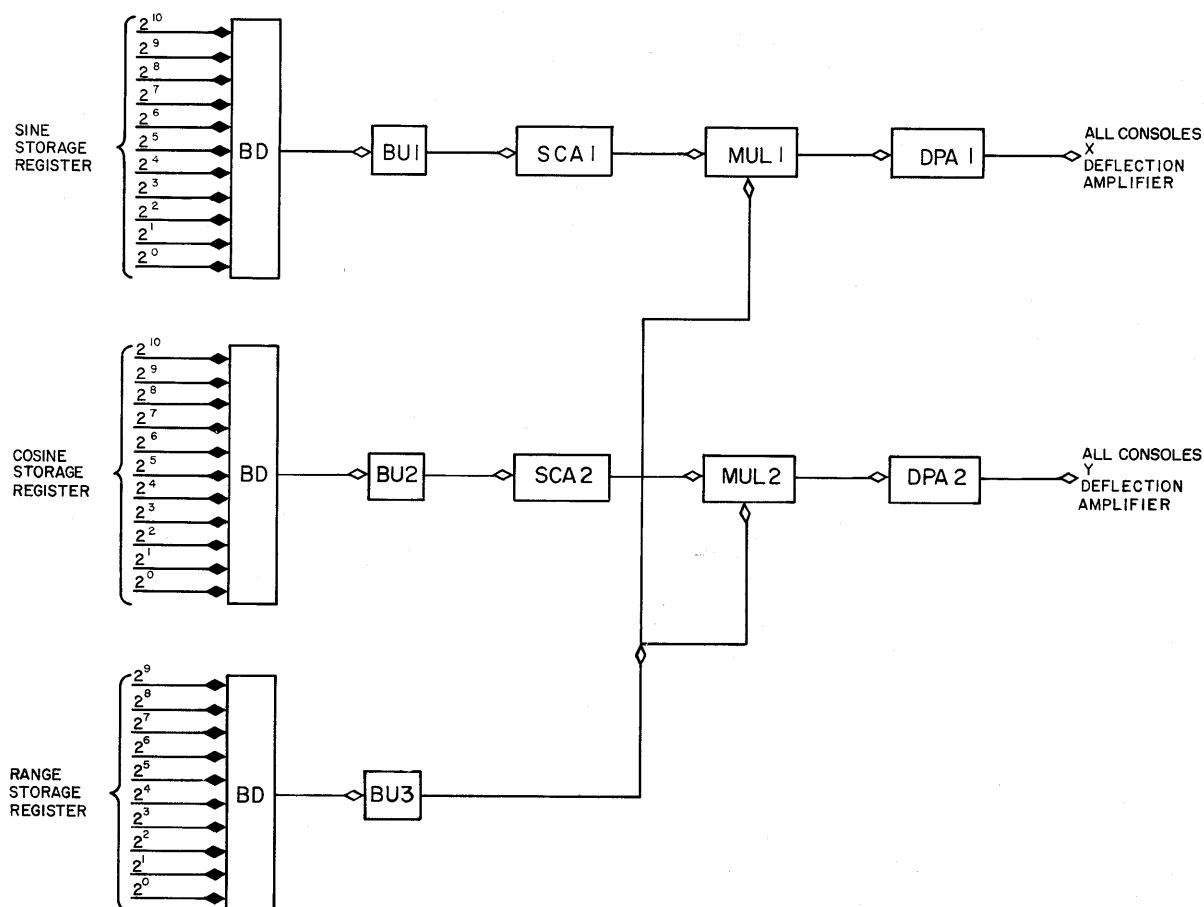 SINE
STORAGE
REGISTER
2¹⁰
2⁹
2⁸
2⁷
2⁶
2⁵
2⁴
2³
2²
2¹
2⁰
BD
BU1
SCA1
MUL1
DPA1
ALL CONSOLES
X
DEFLECTION
AMPLIFIER
COSINE
STORAGE
REGISTER
2¹⁰
2⁹
2⁸
2⁷
2⁶
2⁵
2⁴
2³
2²
2¹
2⁰
BD
BU2
SCA2
MUL2
DPA2
ALL CONSOLES
Y
DEFLECTION
AMPLIFIER
RANGE
STORAGE
REGISTER
2⁹
2⁸
2⁷
2⁶
2⁵
2⁴
2³
2²
2¹
2⁰
BD
BU3